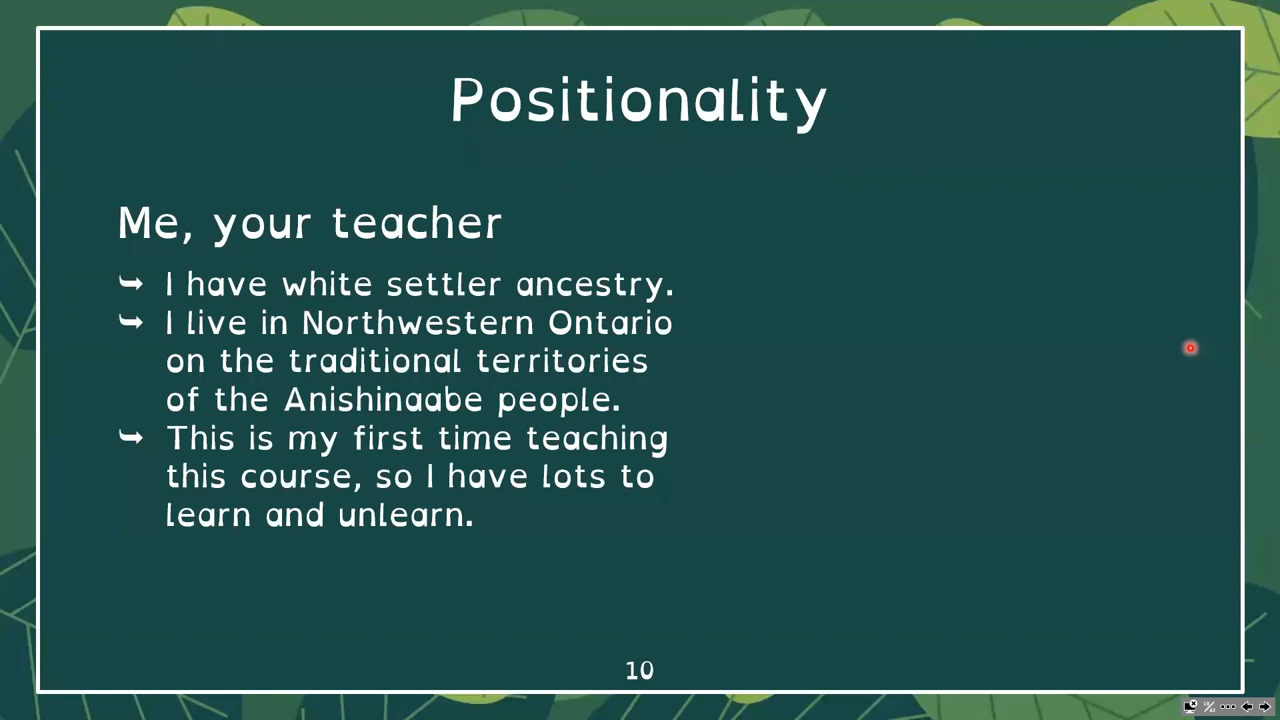 Positionality
Me, your teacher
⮩ I have white settler ancestry.
⮩ I live in Northwestern Ontario
on the traditional territories
of the Anishinaabe people.
⮩ This is my first time teaching
this course, so I have lots to
learn and unlearn.
10